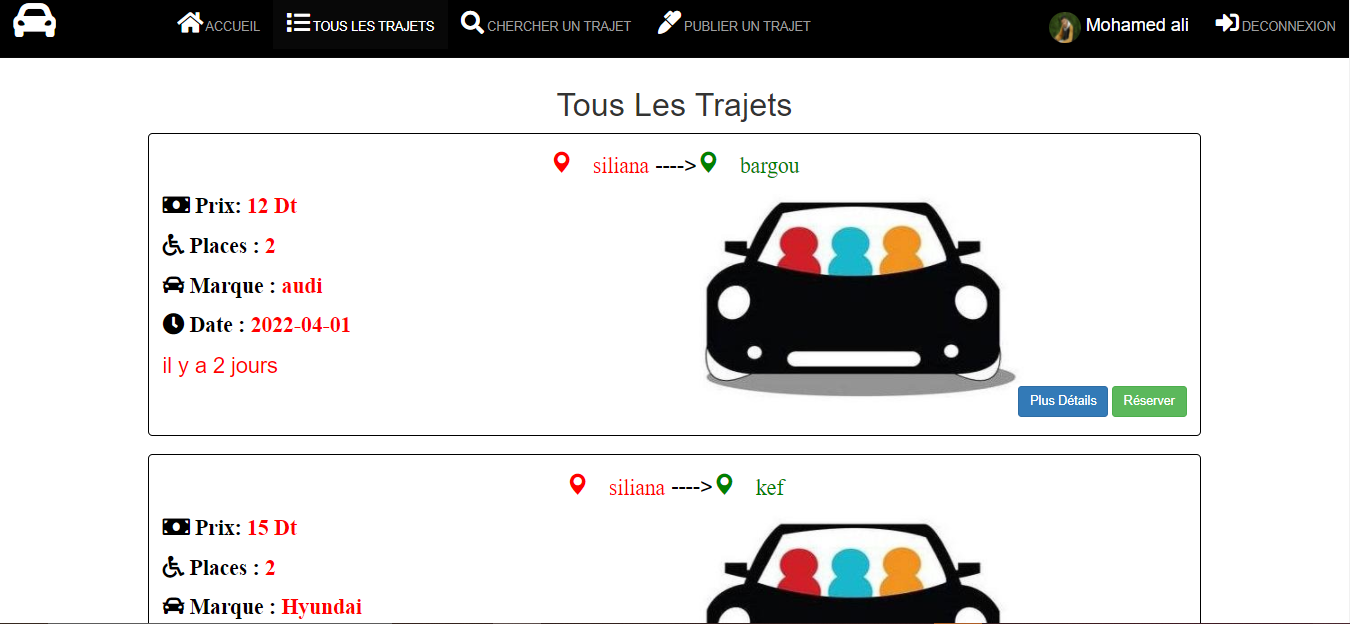 ACCUEIL TOUS LES TRAJETS CHERCHER UN TRAJET PUBLIER UN TRAJET Mohamed ali DECONNEXION
Tous Les Trajets
siliana ----> bargou
Prix: 12 Dt
Places : 2
Marque : audi
Date : 2022-04-01
il y a 2 jours
Plus Détails Réserver
siliana ----> kef
Prix: 15 Dt
Places : 2
Marque : Hyundai